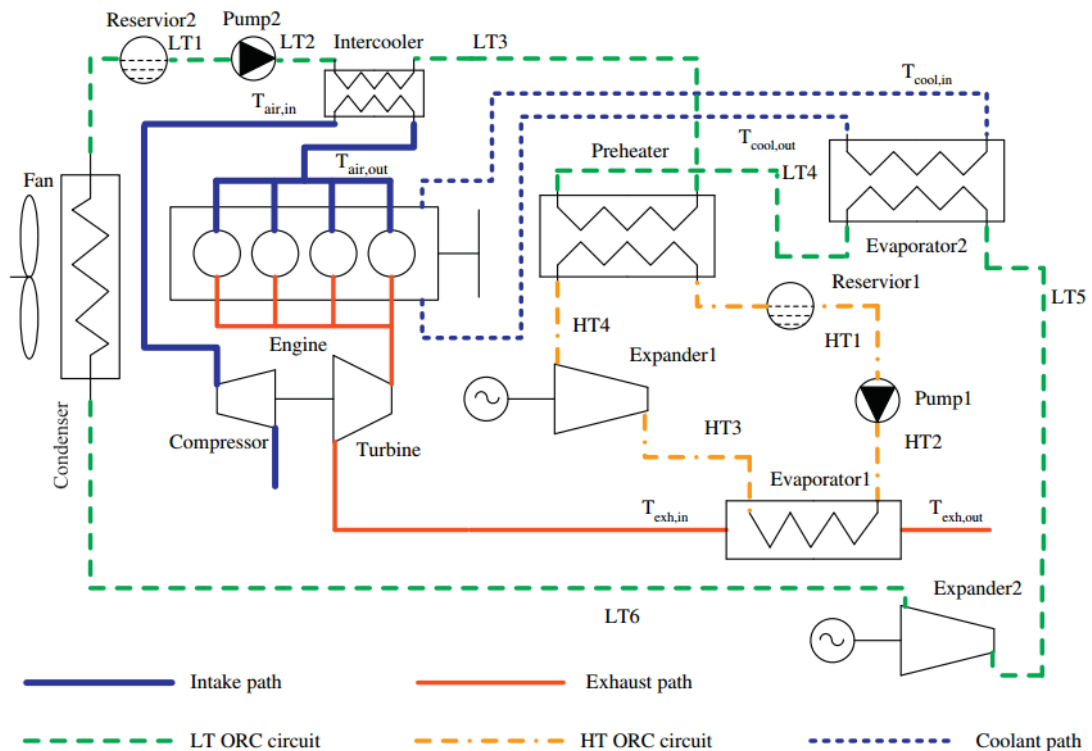 Reservior2
Pump2
LT1
LT2
Intercooler
LT3
T_air,in
T_cool,in
T_cool,out
Preheater
T_air,out
LT4
Fan
Evaporator2
Reservior1
LT5
HT4
HT1
Engine
Expander1
Pump1
Condenser
Compressor
Turbine
HT3
HT2
Evaporator1
T_exh,in
T_exh,out
Expander2
LT6
Intake path
Exhaust path
LT ORC circuit
HT ORC circuit
Coolant path